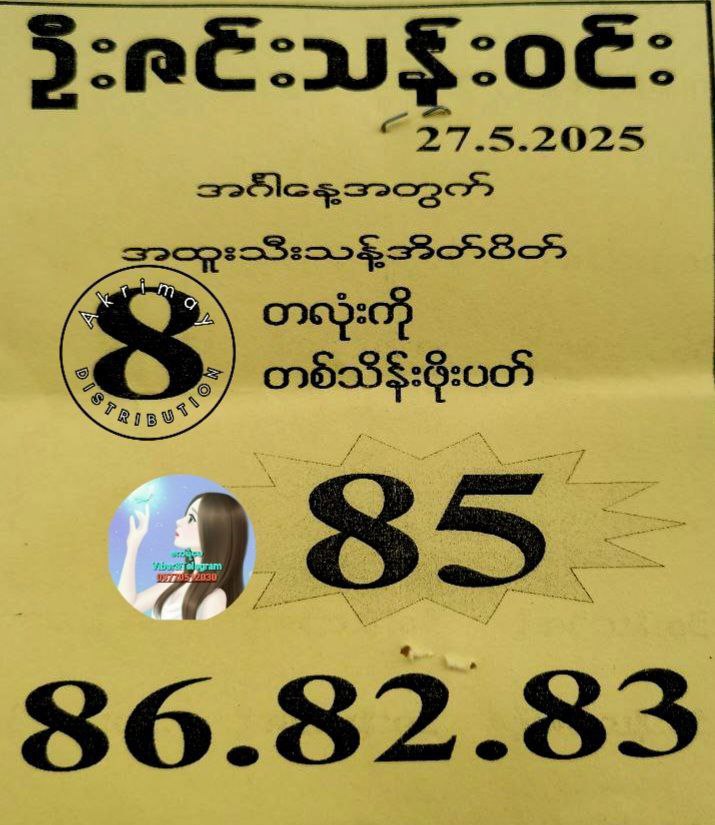 ဦးဇင်းသန်းဝင်း
27.5.2025
အင်္ဂါနေ့အတွက်
အထူးသီးသန့်အိတ်ပိတ်
Akrimay
8
DISTRIBUTION
တလုံးကို
တစ်သိန်းဖိုးပတ်
85
Viber&Telegram
86.82.83